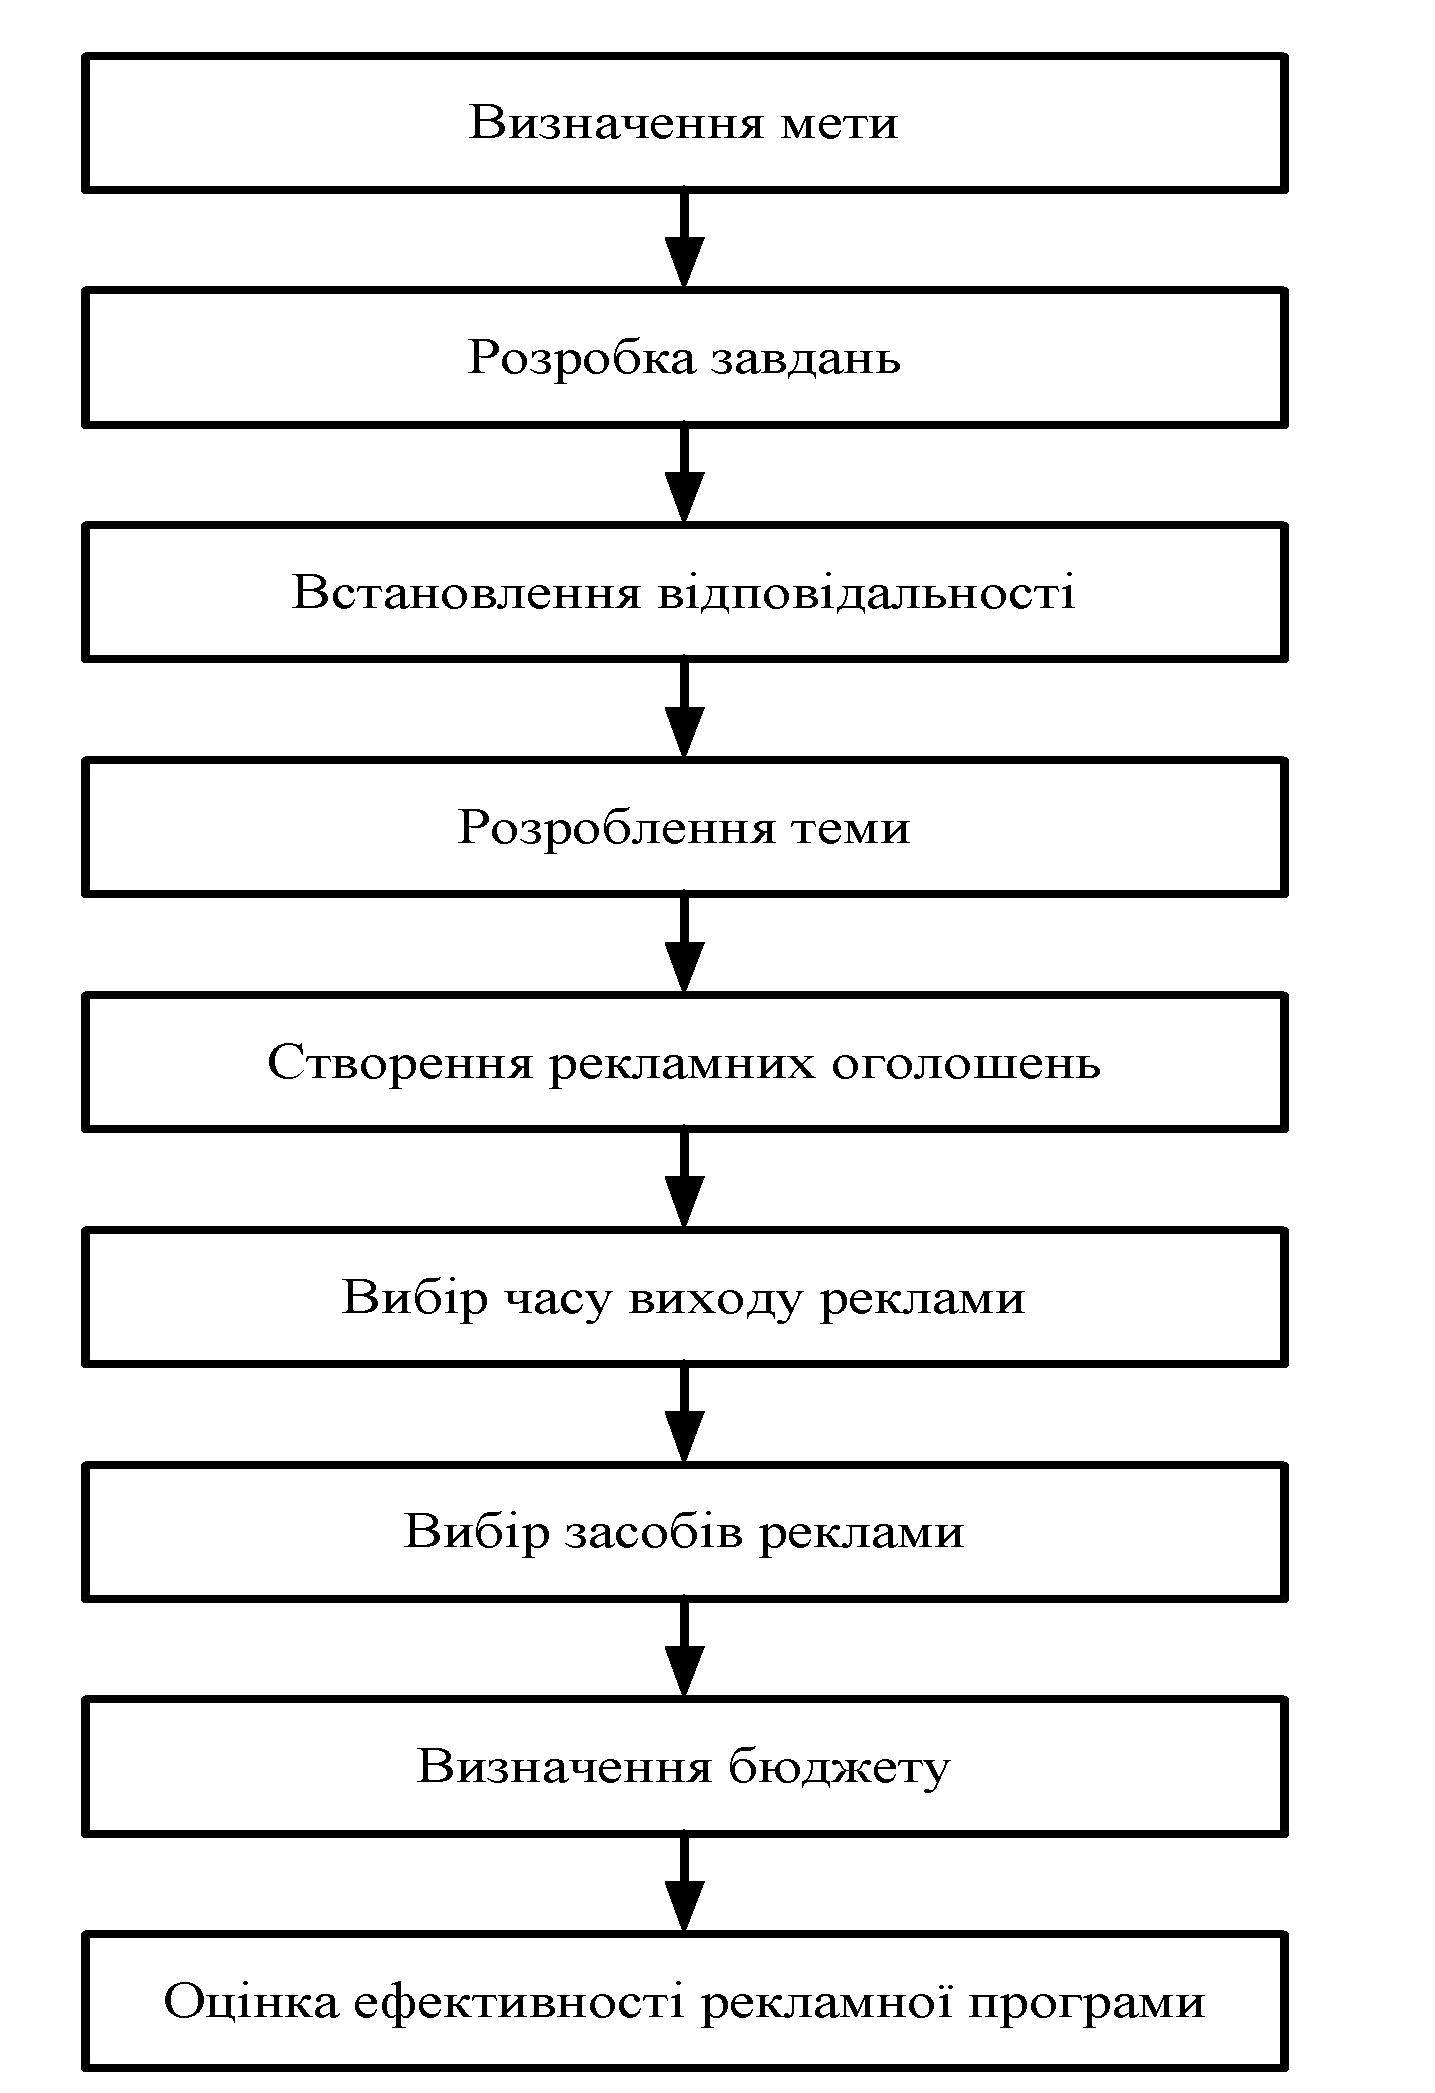 Визначення мети
Розробка завдань
Встановлення відповідальності
Розроблення теми
Створення рекламних оголошень
Вибір часу виходу реклами
Вибір засобів реклами
Визначення бюджету
Оцінка ефективності рекламної програми